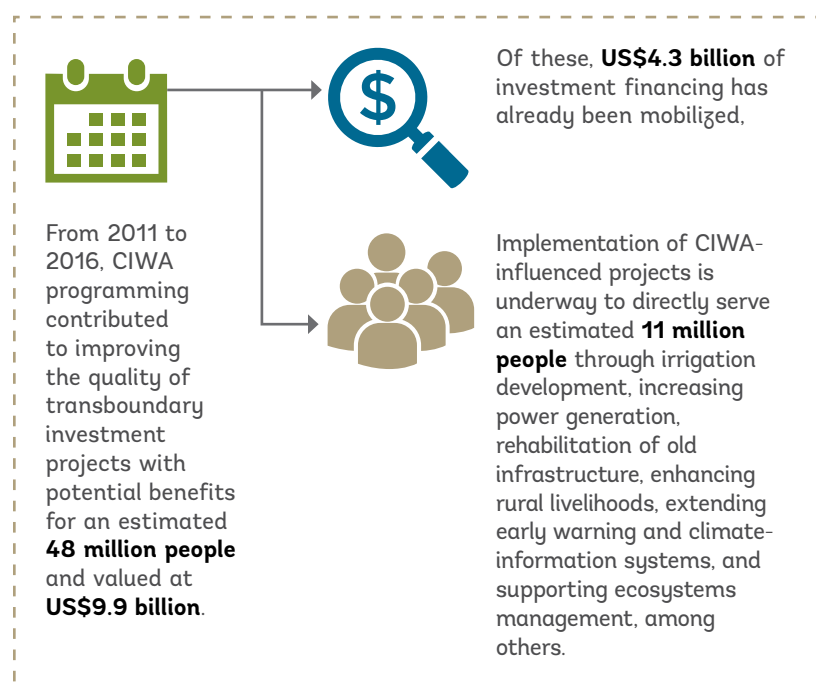 From 2011 to
2016, CIWA
programming
contributed
to improving
the quality of
transboundary
investment
projects with
potential benefits
for an estimated
48 million people
and valued at
US$9.9 billion.
$
Of these, US$4.3 billion of
investment financing has
already been mobilized,
Implementation of CIWA-
influenced projects is
underway to directly serve
an estimated 11 million
people through irrigation
development, increasing
power generation,
rehabilitation of old
infrastructure, enhancing
rural livelihoods, extending
early warning and climate-
information systems, and
supporting ecosystems
management, among
others.